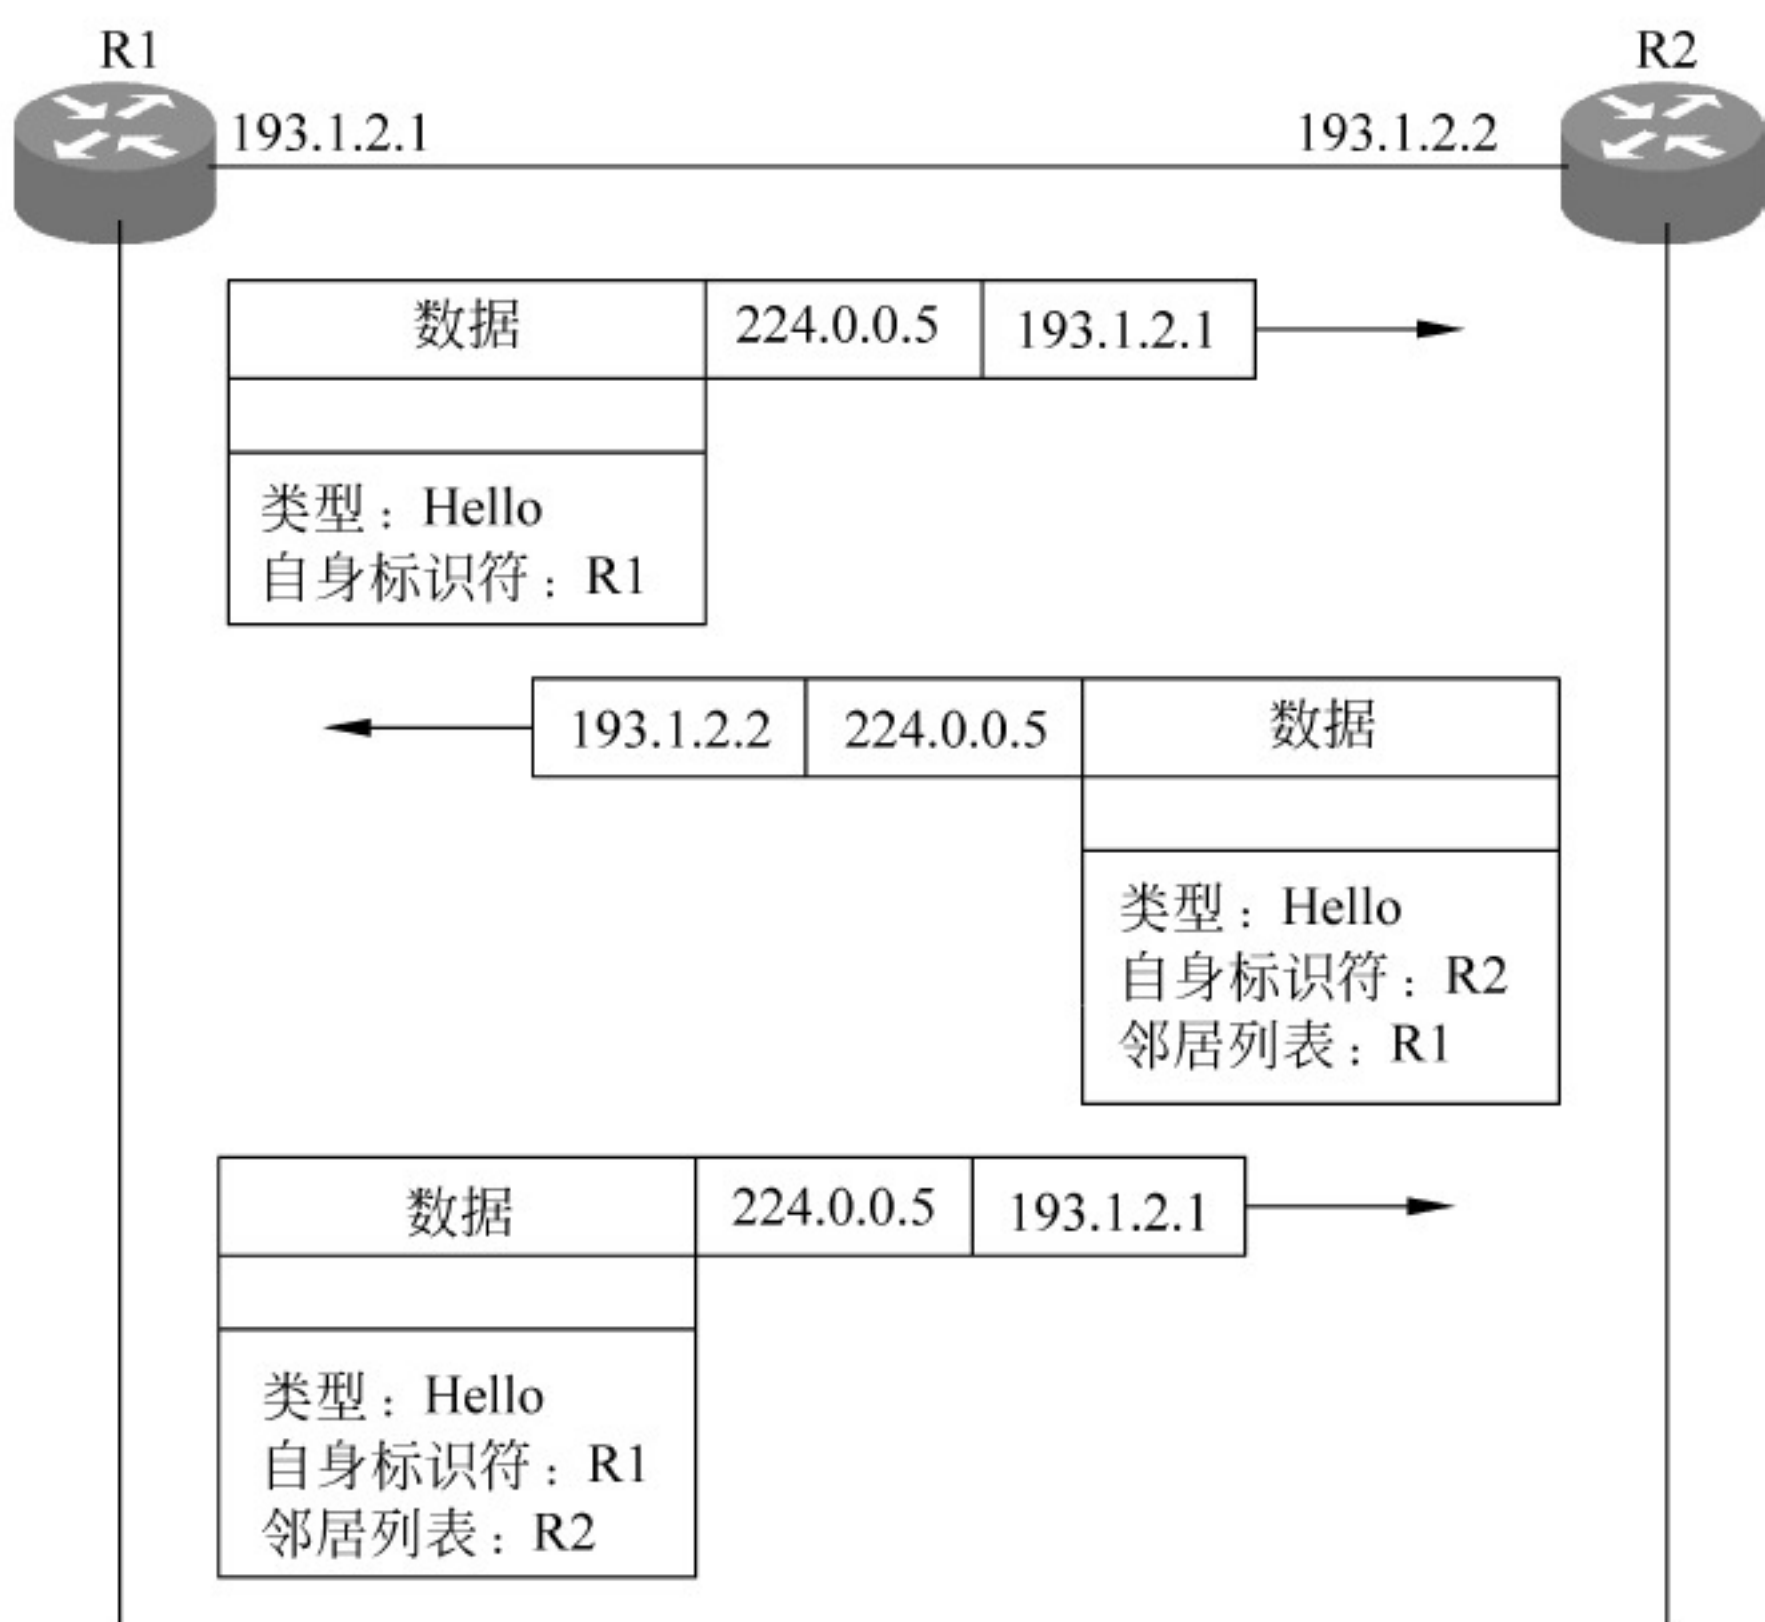 R1
R2
193.1.2.1
193.1.2.2
数据
224.0.0.5
193.1.2.1
类型：Hello
自身标识符：R1
193.1.2.2
224.0.0.5
数据
类型：Hello
自身标识符：R2
邻居列表：R1
数据
224.0.0.5
193.1.2.1
类型：Hello
自身标识符：R1
邻居列表：R2